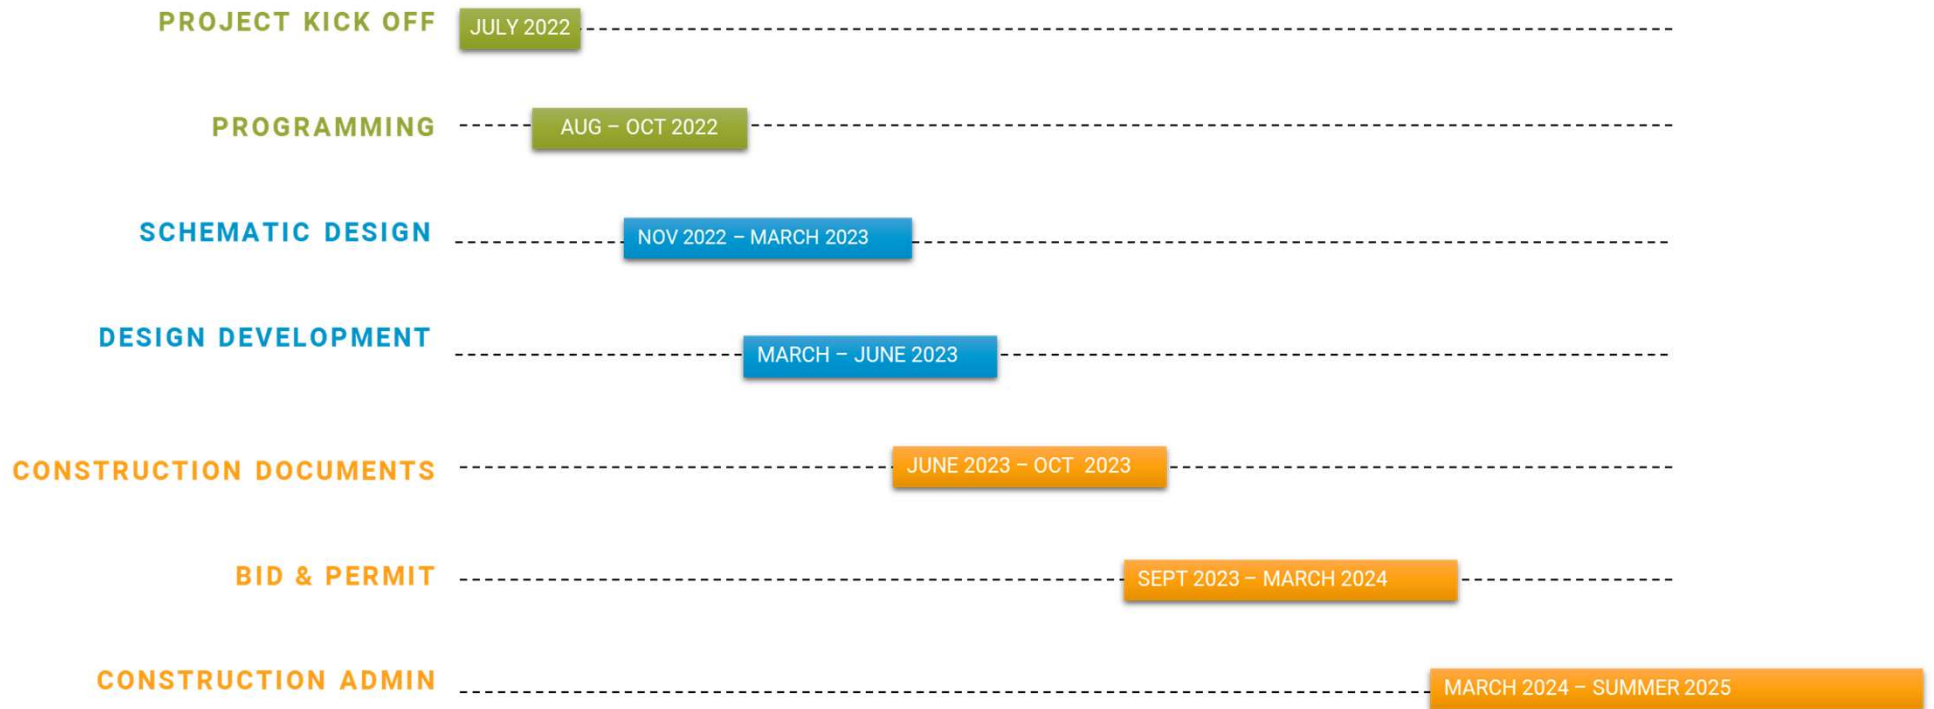 PROJECT KICK OFF JULY 2022
PROGRAMMING AUG – OCT 2022
SCHEMATIC DESIGN NOV 2022 – MARCH 2023
DESIGN DEVELOPMENT MARCH – JUNE 2023
CONSTRUCTION DOCUMENTS JUNE 2023 – OCT 2023
BID & PERMIT SEPT 2023 – MARCH 2024
CONSTRUCTION ADMIN MARCH 2024 – SUMMER 2025